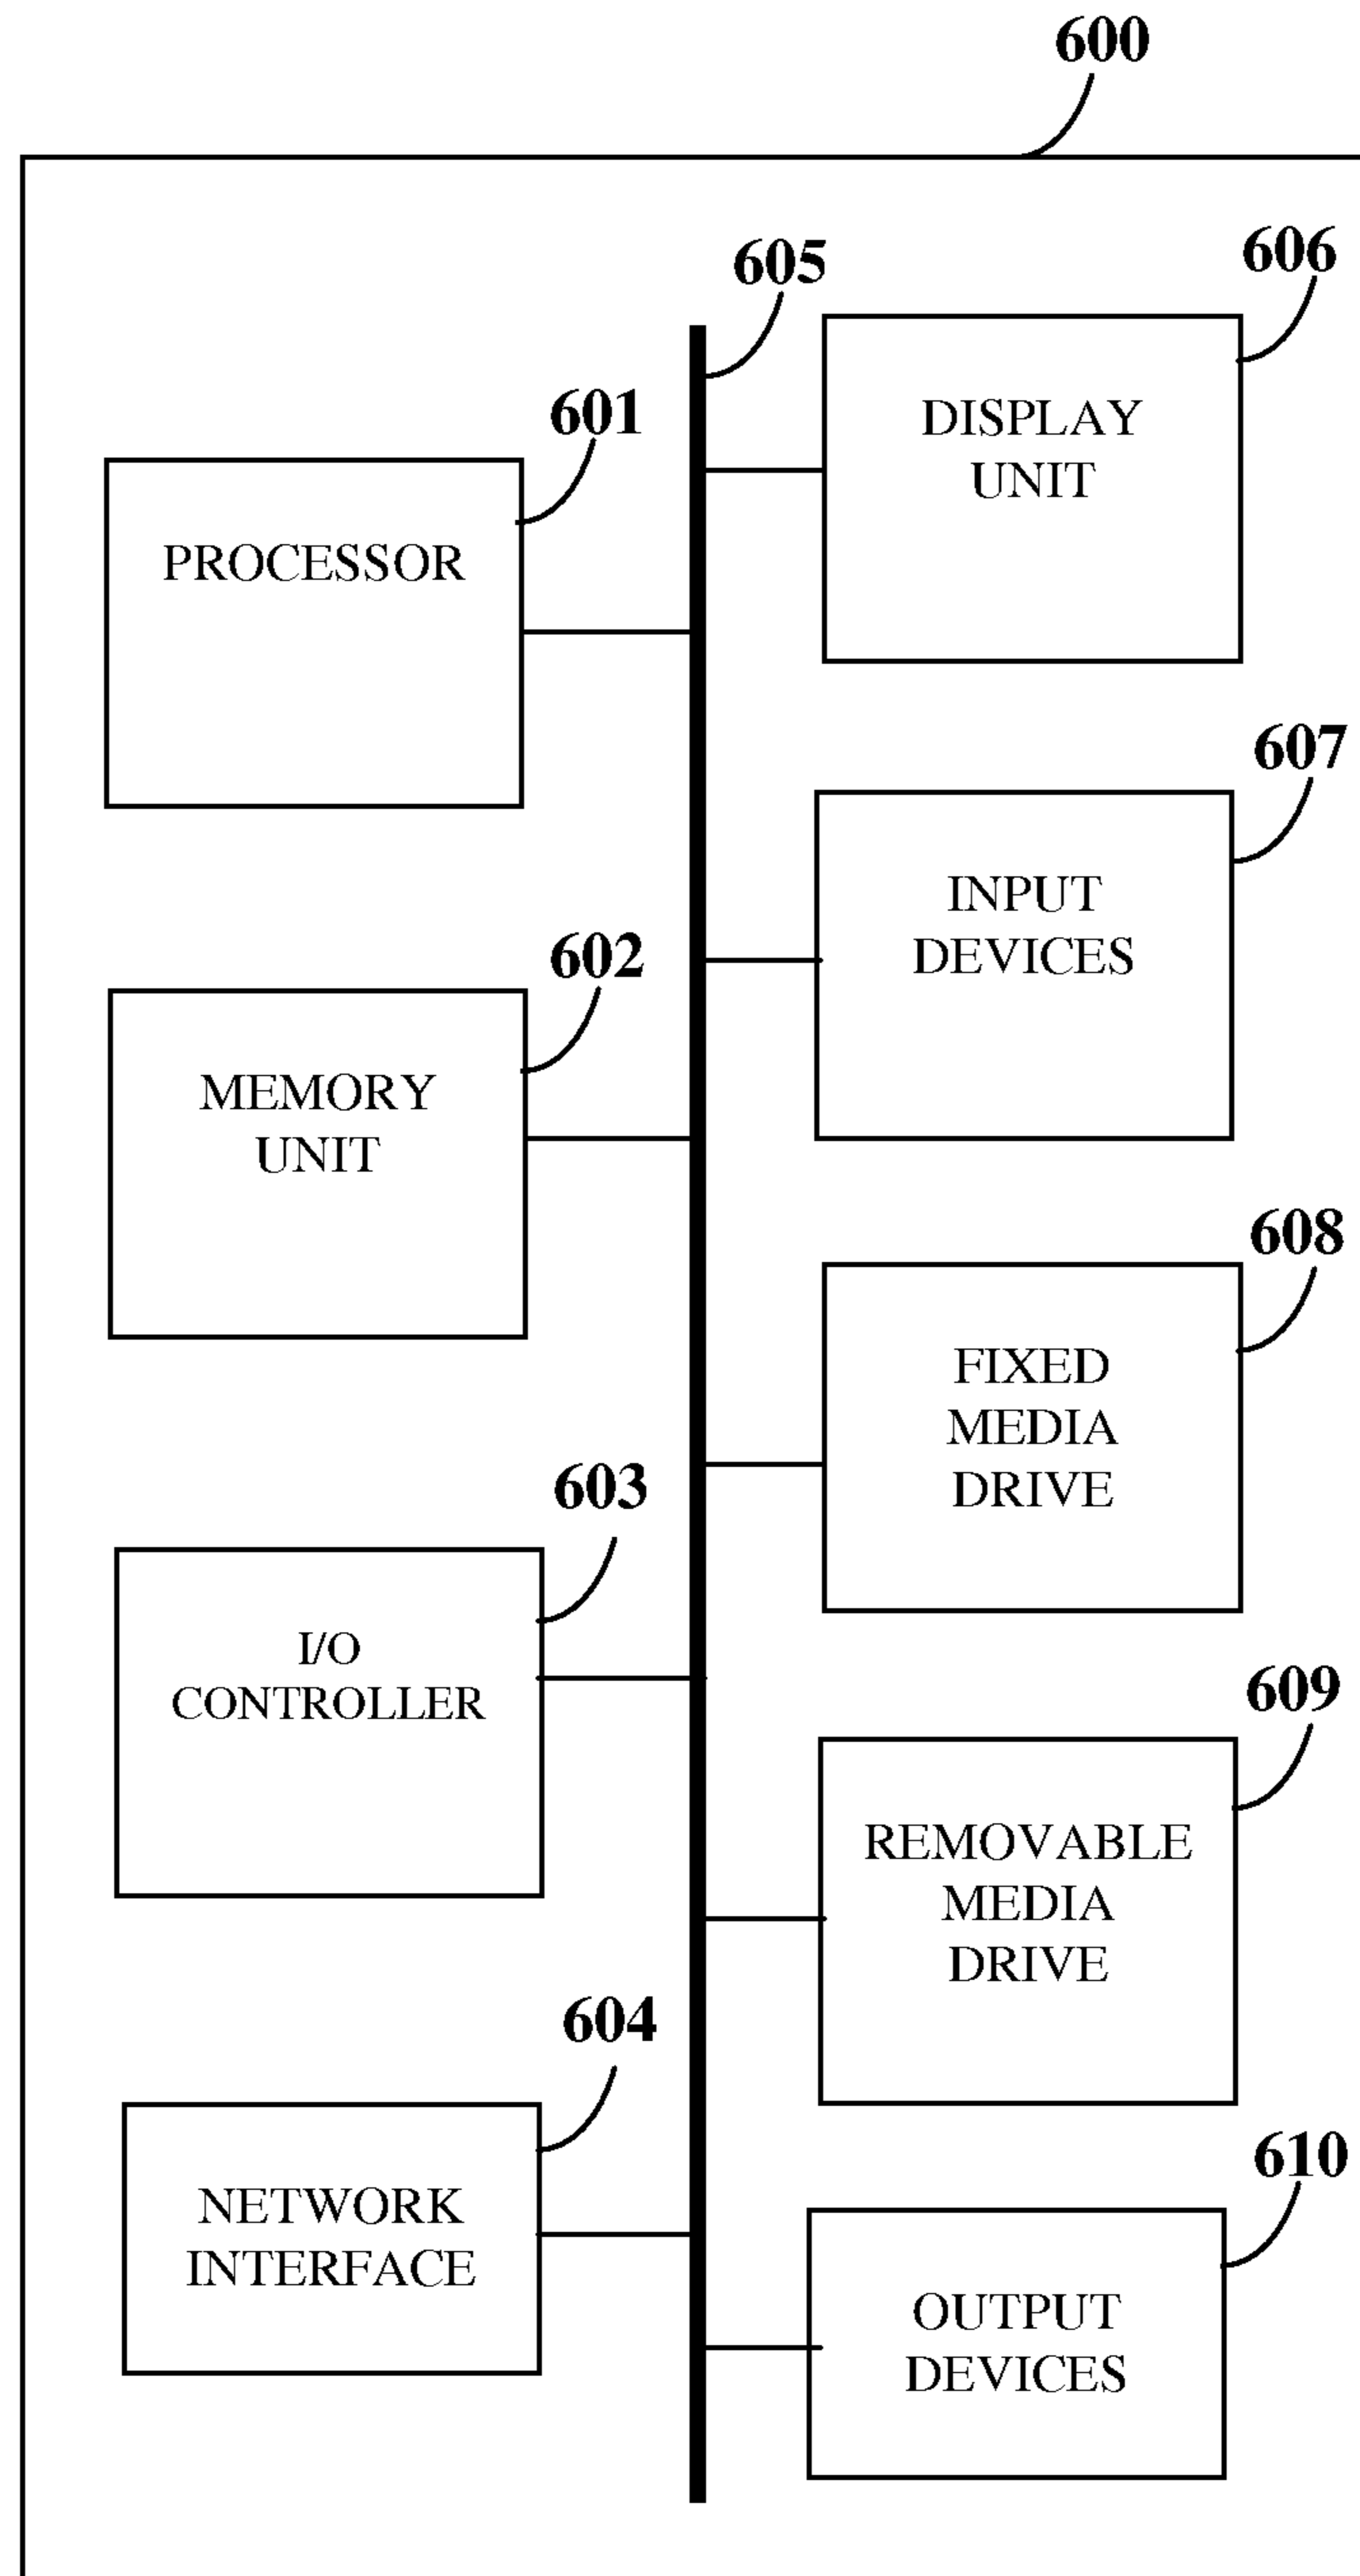 600
605
606
601
DISPLAY
UNIT
PROCESSOR
607
INPUT
DEVICES
602
MEMORY
UNIT
608
FIXED
MEDIA
DRIVE
603
I/O
CONTROLLER
609
REMOVABLE
MEDIA
DRIVE
604
NETWORK
INTERFACE
610
OUTPUT
DEVICES